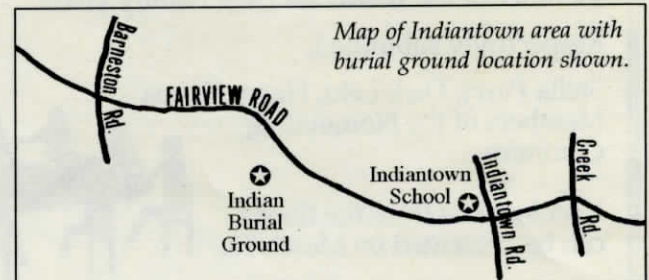 Map of Indiantown area with
burial ground location shown.
Barneston Rd.
FAIRVIEW ROAD
Indian
Burial
Ground
Indiantown
School
Indiantown Rd.
Creek Rd.